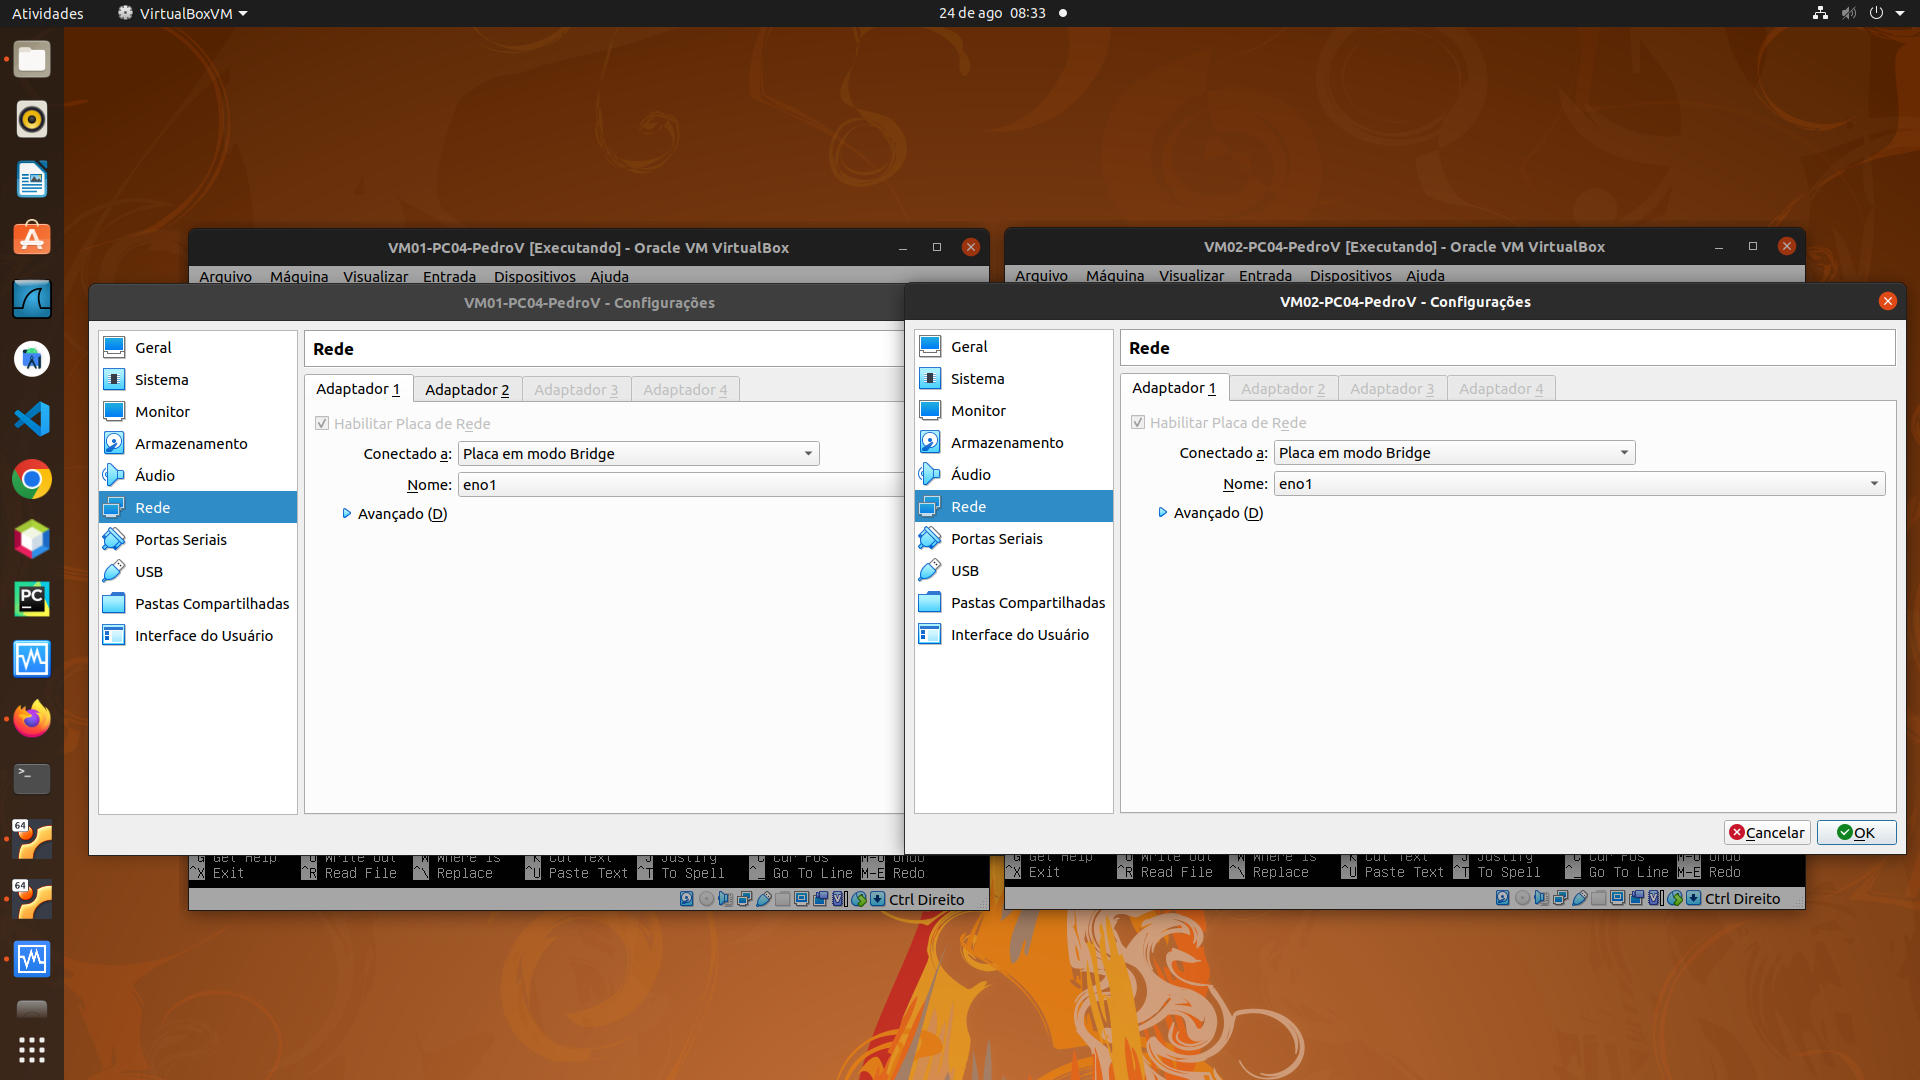 Atividades
VirtualBoxVM
24 de ago 08:33
VM01-PC04-PedroV [Executando] - Oracle VM VirtualBox
Arquivo Máquina Visualizar Entrada Dispositivos Ajuda
VM02-PC04-PedroV [Executando] - Oracle VM VirtualBox
Arquivo Máquina Visualizar Entrada Dispositivos Ajuda
VM01-PC04-PedroV - Configurações
Geral
Sistema
Monitor
Armazenamento
Áudio
Rede
Portas Seriais
USB
Pastas Compartilhadas
Interface do Usuário
Rede
Adaptador 1 Adaptador 2 Adaptador 3 Adaptador 4
Habilitar Placa de Rede
Conectado a: Placa em modo Bridge
Nome: eno1
Avançado (D)
VM02-PC04-PedroV - Configurações
Geral
Sistema
Monitor
Armazenamento
Áudio
Rede
Portas Seriais
USB
Pastas Compartilhadas
Interface do Usuário
Rede
Adaptador 1 Adaptador 2 Adaptador 3 Adaptador 4
Habilitar Placa de Rede
Conectado a: Placa em modo Bridge
Nome: eno1
Avançado (D)
Cancelar OK
^G Get Help ^O Write Out ^W Where Is ^K Cut Text ^J Justify ^C Cur Pos M-U Undo
^X Exit ^R Read File ^\ Replace ^U Paste Text ^T To Spell ^_ Go To Line M-E Redo
Ctrl Direito
^G Get Help ^O Write Out ^W Where Is ^K Cut Text ^J Justify ^C Cur Pos M-U Undo
^X Exit ^R Read File ^\ Replace ^U Paste Text ^T To Spell ^_ Go To Line M-E Redo
Ctrl Direito
PC
>_
64
64